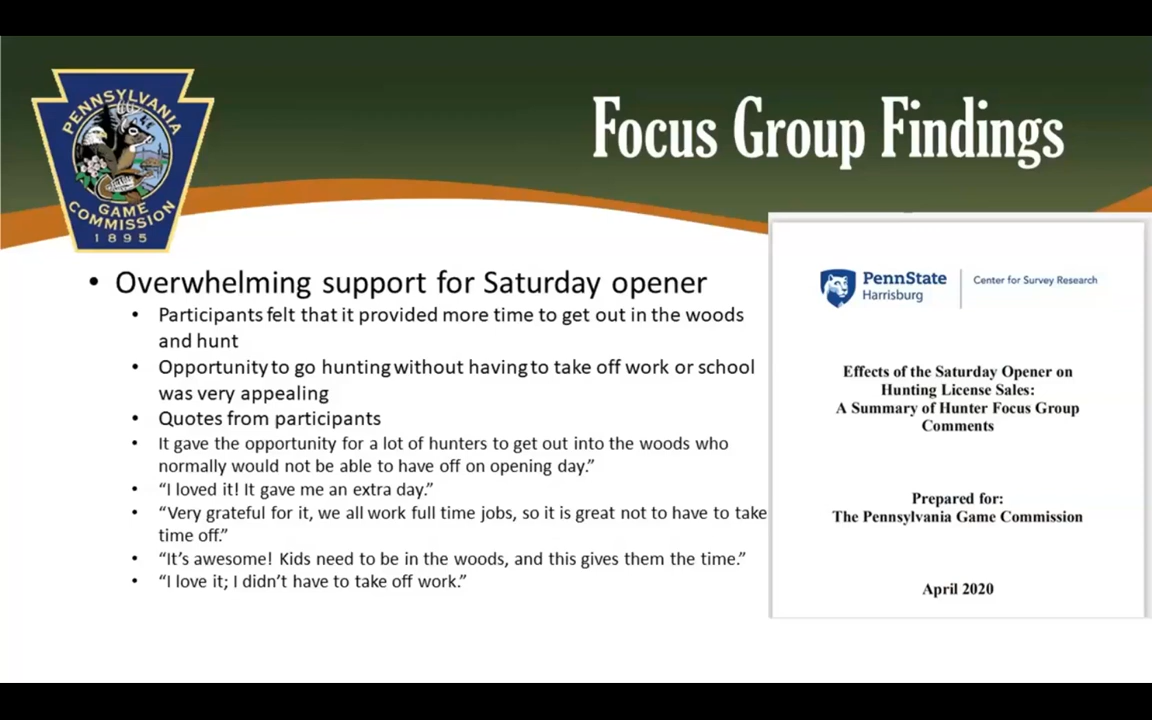 PENNSYLVANIA
GAME
COMMISSION
1895
Focus Group Findings
• Overwhelming support for Saturday opener
• Participants felt that it provided more time to get out in the woods
and hunt
• Opportunity to go hunting without having to take off work or school
was very appealing
• Quotes from participants
• It gave the opportunity for a lot of hunters to get out into the woods who
normally would not be able to have off on opening day.”
• “I loved it! It gave me an extra day.”
• “Very grateful for it, we all work full time jobs, so it is great not to have to take
time off.”
• “It’s awesome! Kids need to be in the woods, and this gives them the time.”
• “I love it; I didn’t have to take off work.”
PennState
Harrisburg
Center for Survey Research
Effects of the Saturday Opener on
Hunting License Sales:
A Summary of Hunter Focus Group
Comments
Prepared for:
The Pennsylvania Game Commission
April 2020